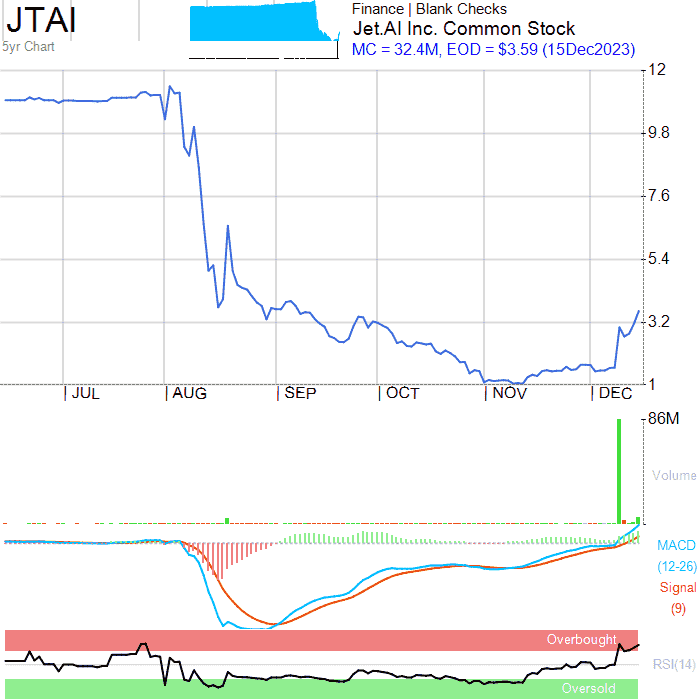 JTAI
5yr Chart
Finance | Blank Checks
Jet.AI Inc. Common Stock
MC = 32.4M, EOD = $3.59 (15Dec2023)
12
9.8
7.6
5.4
3.2
1
JUL AUG SEP OCT NOV DEC
86M
Volume
MACD
(12-26)
Signal
(9)
Overbought
RSI(14)
Oversold